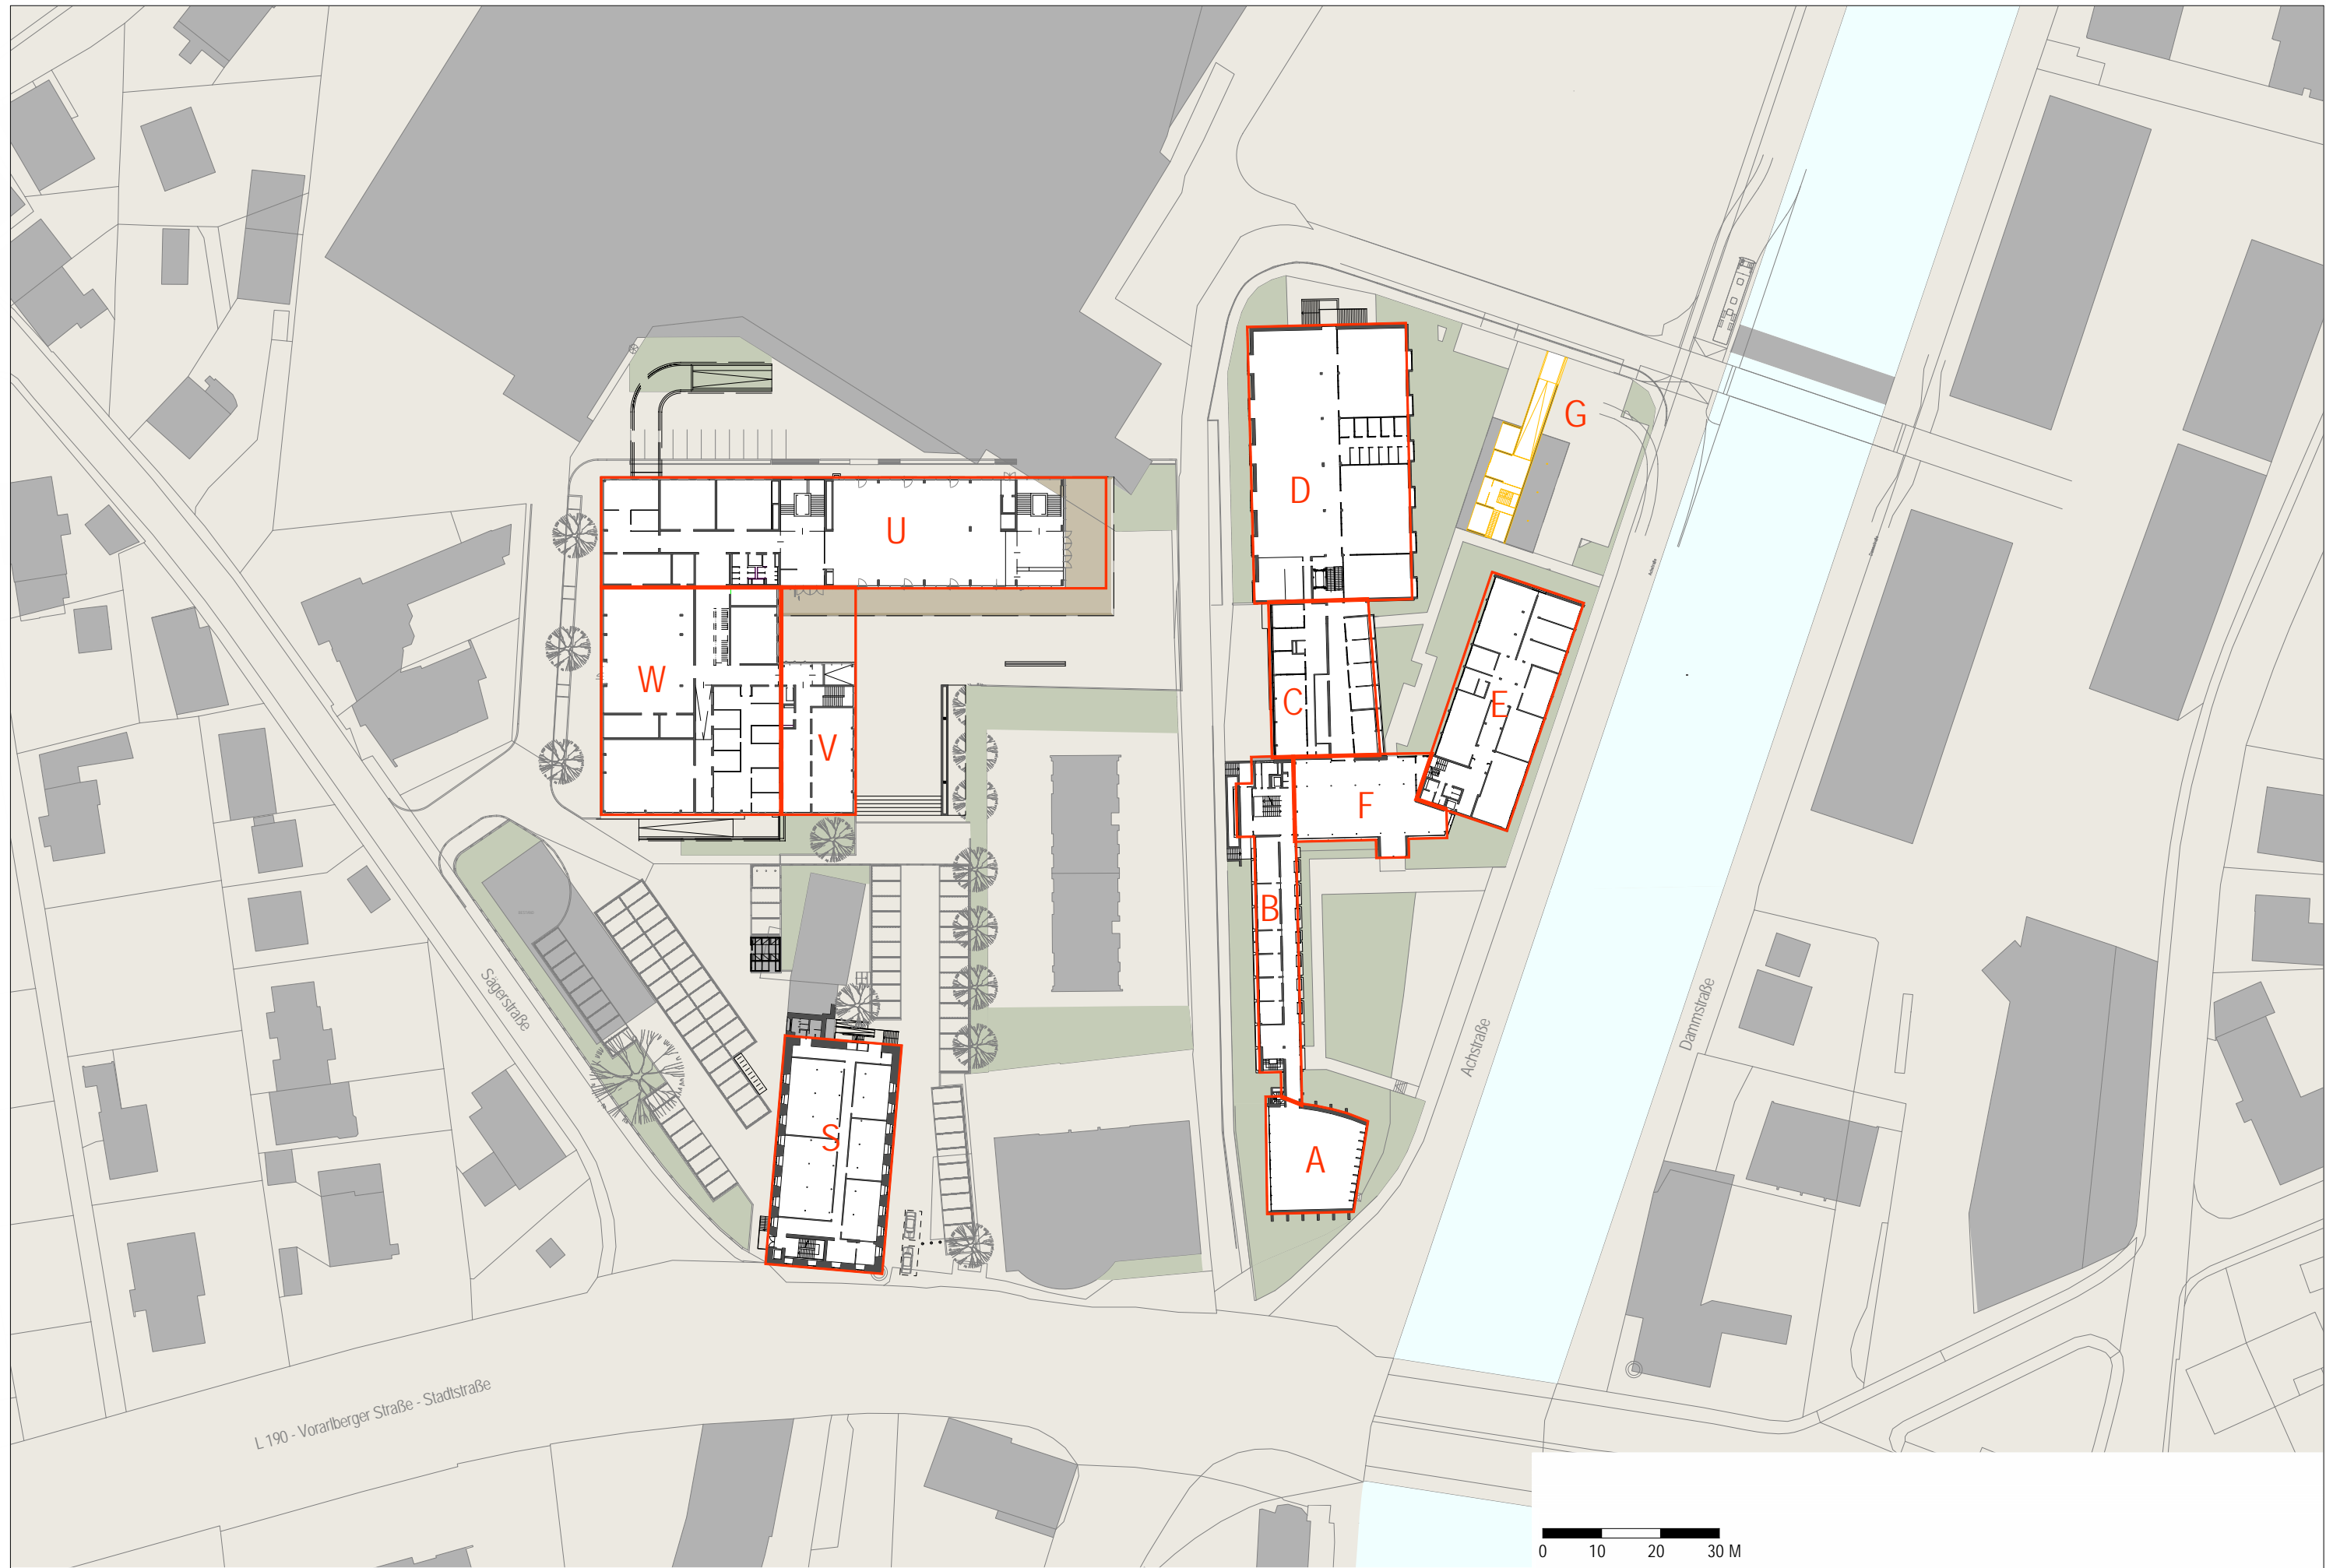 G
D
U
W
C
E
V
F
B
Sägerstraße
Dammstraße
Achstraße
S
A
L 190 - Vorarlberger Straße - Stadtstraße
0 10 20 30 M